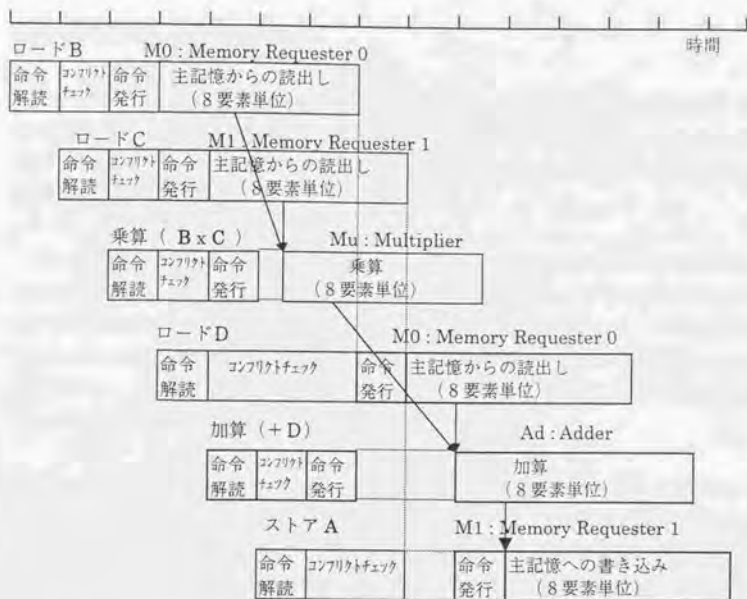 時間
ロードB M0 : Memory Requester 0
命令 コンフリクト 命令 主記憶からの読出し
解読 チェック 発行 (8要素単位)
ロードC M1 : Memory Requester 1
命令 コンフリクト 命令 主記憶からの読出し
解読 チェック 発行 (8要素単位)
乗算 ( B x C ) Mu : Multiplier
命令 コンフリクト 命令 乗算
解読 チェック 発行 (8要素単位)
ロードD M0 : Memory Requester 0
命令 コンフリクトチェック 命令 主記憶からの読出し
解読 発行 (8要素単位)
加算 (+D) Ad : Adder
命令 コンフリクト 命令 加算
解読 チェック 発行 (8要素単位)
ストア A M1 : Memory Requester 1
命令 コンフリクトチェック 命令 主記憶への書き込み
解読 発行 (8要素単位)